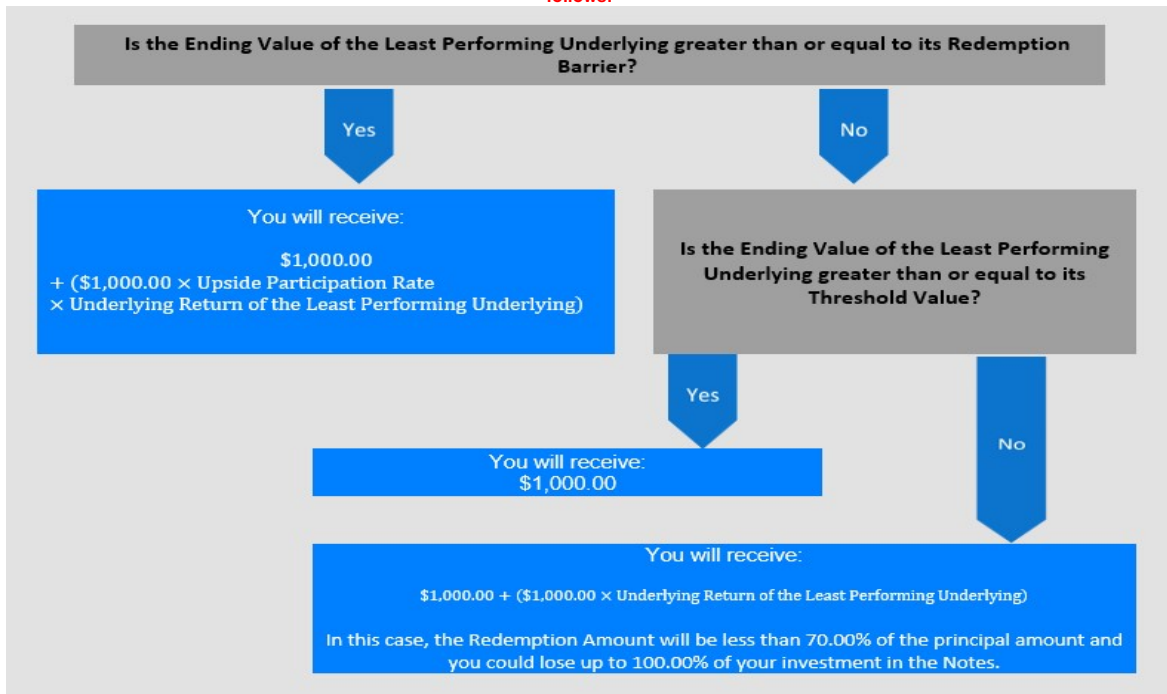 Is the Ending Value of the Least Performing Underlying greater than or equal to its Redemption
Barrier?
Yes
No
You will receive:
$1,000.00
+ ($1,000.00 × Upside Participation Rate
× Underlying Return of the Least Performing Underlying)
Is the Ending Value of the Least Performing
Underlying greater than or equal to its
Threshold Value?
Yes
No
You will receive:
$1,000.00
You will receive:
$1,000.00 + ($1,000.00 × Underlying Return of the Least Performing Underlying)
In this case, the Redemption Amount will be less than 70.00% of the principal amount and
you could lose up to 100.00% of your investment in the Notes.